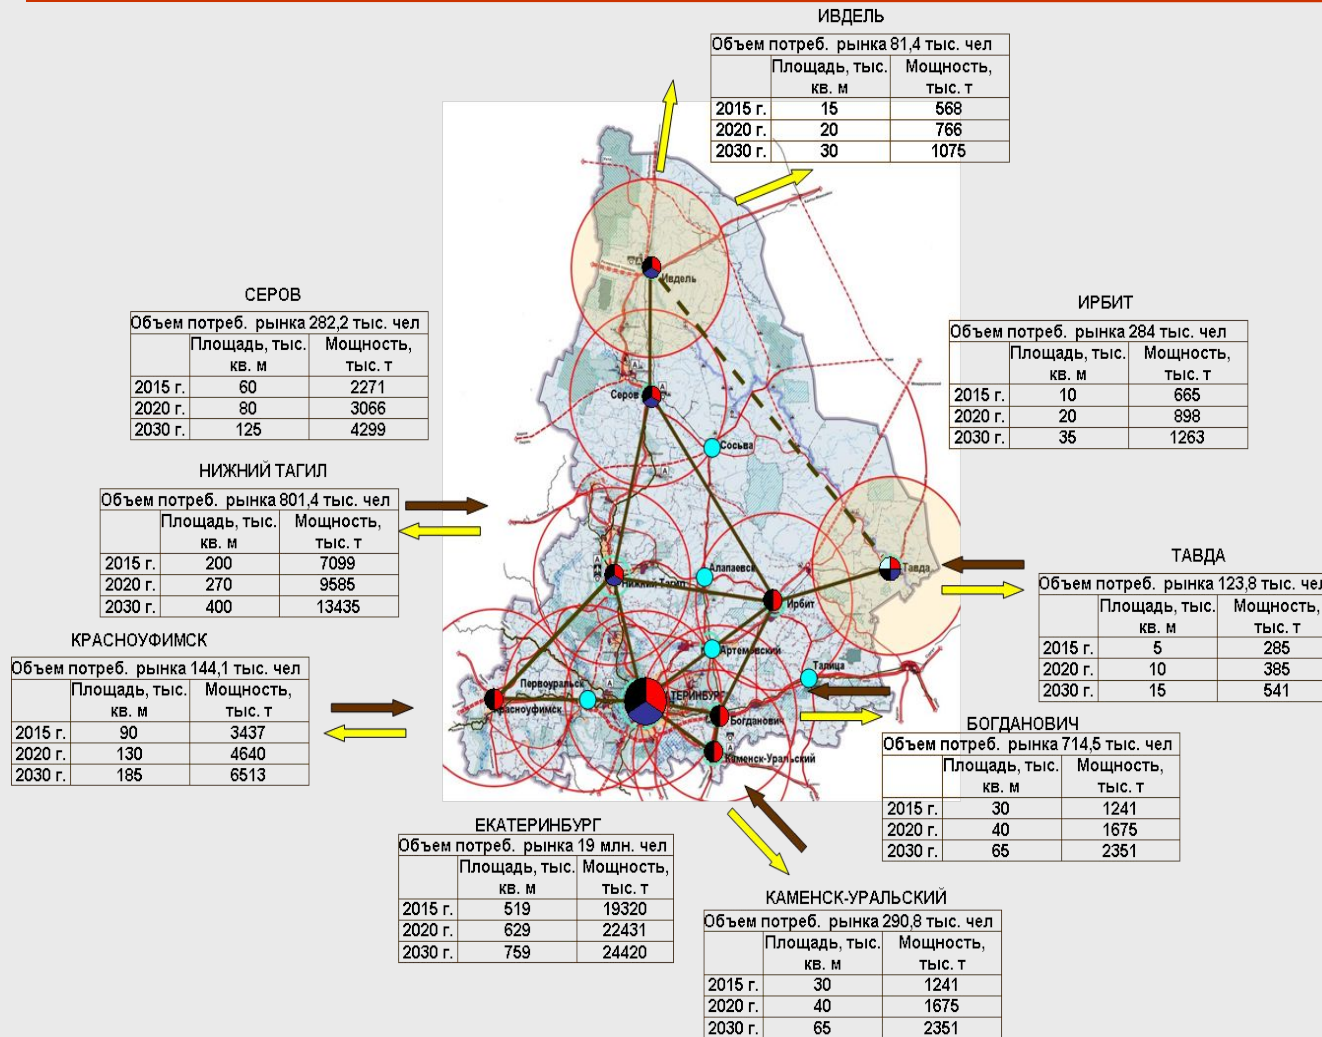 ИВДЕЛЬ
Объем потреб. рынка 81,4 тыс. чел
Площадь, тыс. кв. м Мощность, тыс. т
2015 г. 15 568
2020 г. 20 766
2030 г. 30 1075
СЕРОВ
Объем потреб. рынка 282,2 тыс. чел
Площадь, тыс. кв. м Мощность, тыс. т
2015 г. 60 2271
2020 г. 80 3066
2030 г. 125 4299
ИРБИТ
Объем потреб. рынка 284 тыс. чел
Площадь, тыс. кв. м Мощность, тыс. т
2015 г. 10 665
2020 г. 20 898
2030 г. 35 1263
НИЖНИЙ ТАГИЛ
Объем потреб. рынка 801,4 тыс. чел
Площадь, тыс. кв. м Мощность, тыс. т
2015 г. 200 7099
2020 г. 270 9585
2030 г. 400 13435
ТАВДА
Объем потреб. рынка 123,8 тыс. чел
Площадь, тыс. кв. м Мощность, тыс. т
2015 г. 5 285
2020 г. 10 385
2030 г. 15 541
КРАСНОУФИМСК
Объем потреб. рынка 144,1 тыс. чел
Площадь, тыс. кв. м Мощность, тыс. т
2015 г. 90 3437
2020 г. 130 4640
2030 г. 185 6513
БОГДАНОВИЧ
Объем потреб. рынка 714,5 тыс. чел
Площадь, тыс. кв. м Мощность, тыс. т
2015 г. 30 1241
2020 г. 40 1675
2030 г. 65 2351
ЕКАТЕРИНБУРГ
Объем потреб. рынка 19 млн. чел
Площадь, тыс. кв. м Мощность, тыс. т
2015 г. 519 19320
2020 г. 629 22431
2030 г. 759 24420
КАМЕНСК-УРАЛЬСКИЙ
Объем потреб. рынка 290,8 тыс. чел
Площадь, тыс. кв. м Мощность, тыс. т
2015 г. 30 1241
2020 г. 40 1675
2030 г. 65 2351
Ивдель
Серов
Сосьва
Тавда
Алапаевск
Нижний Тагил
Ирбит
Артемовский
Талица
Первоуральск
ТЕРИНБУРГ
Красноуфимск
Богданович
Каменск-Уральский